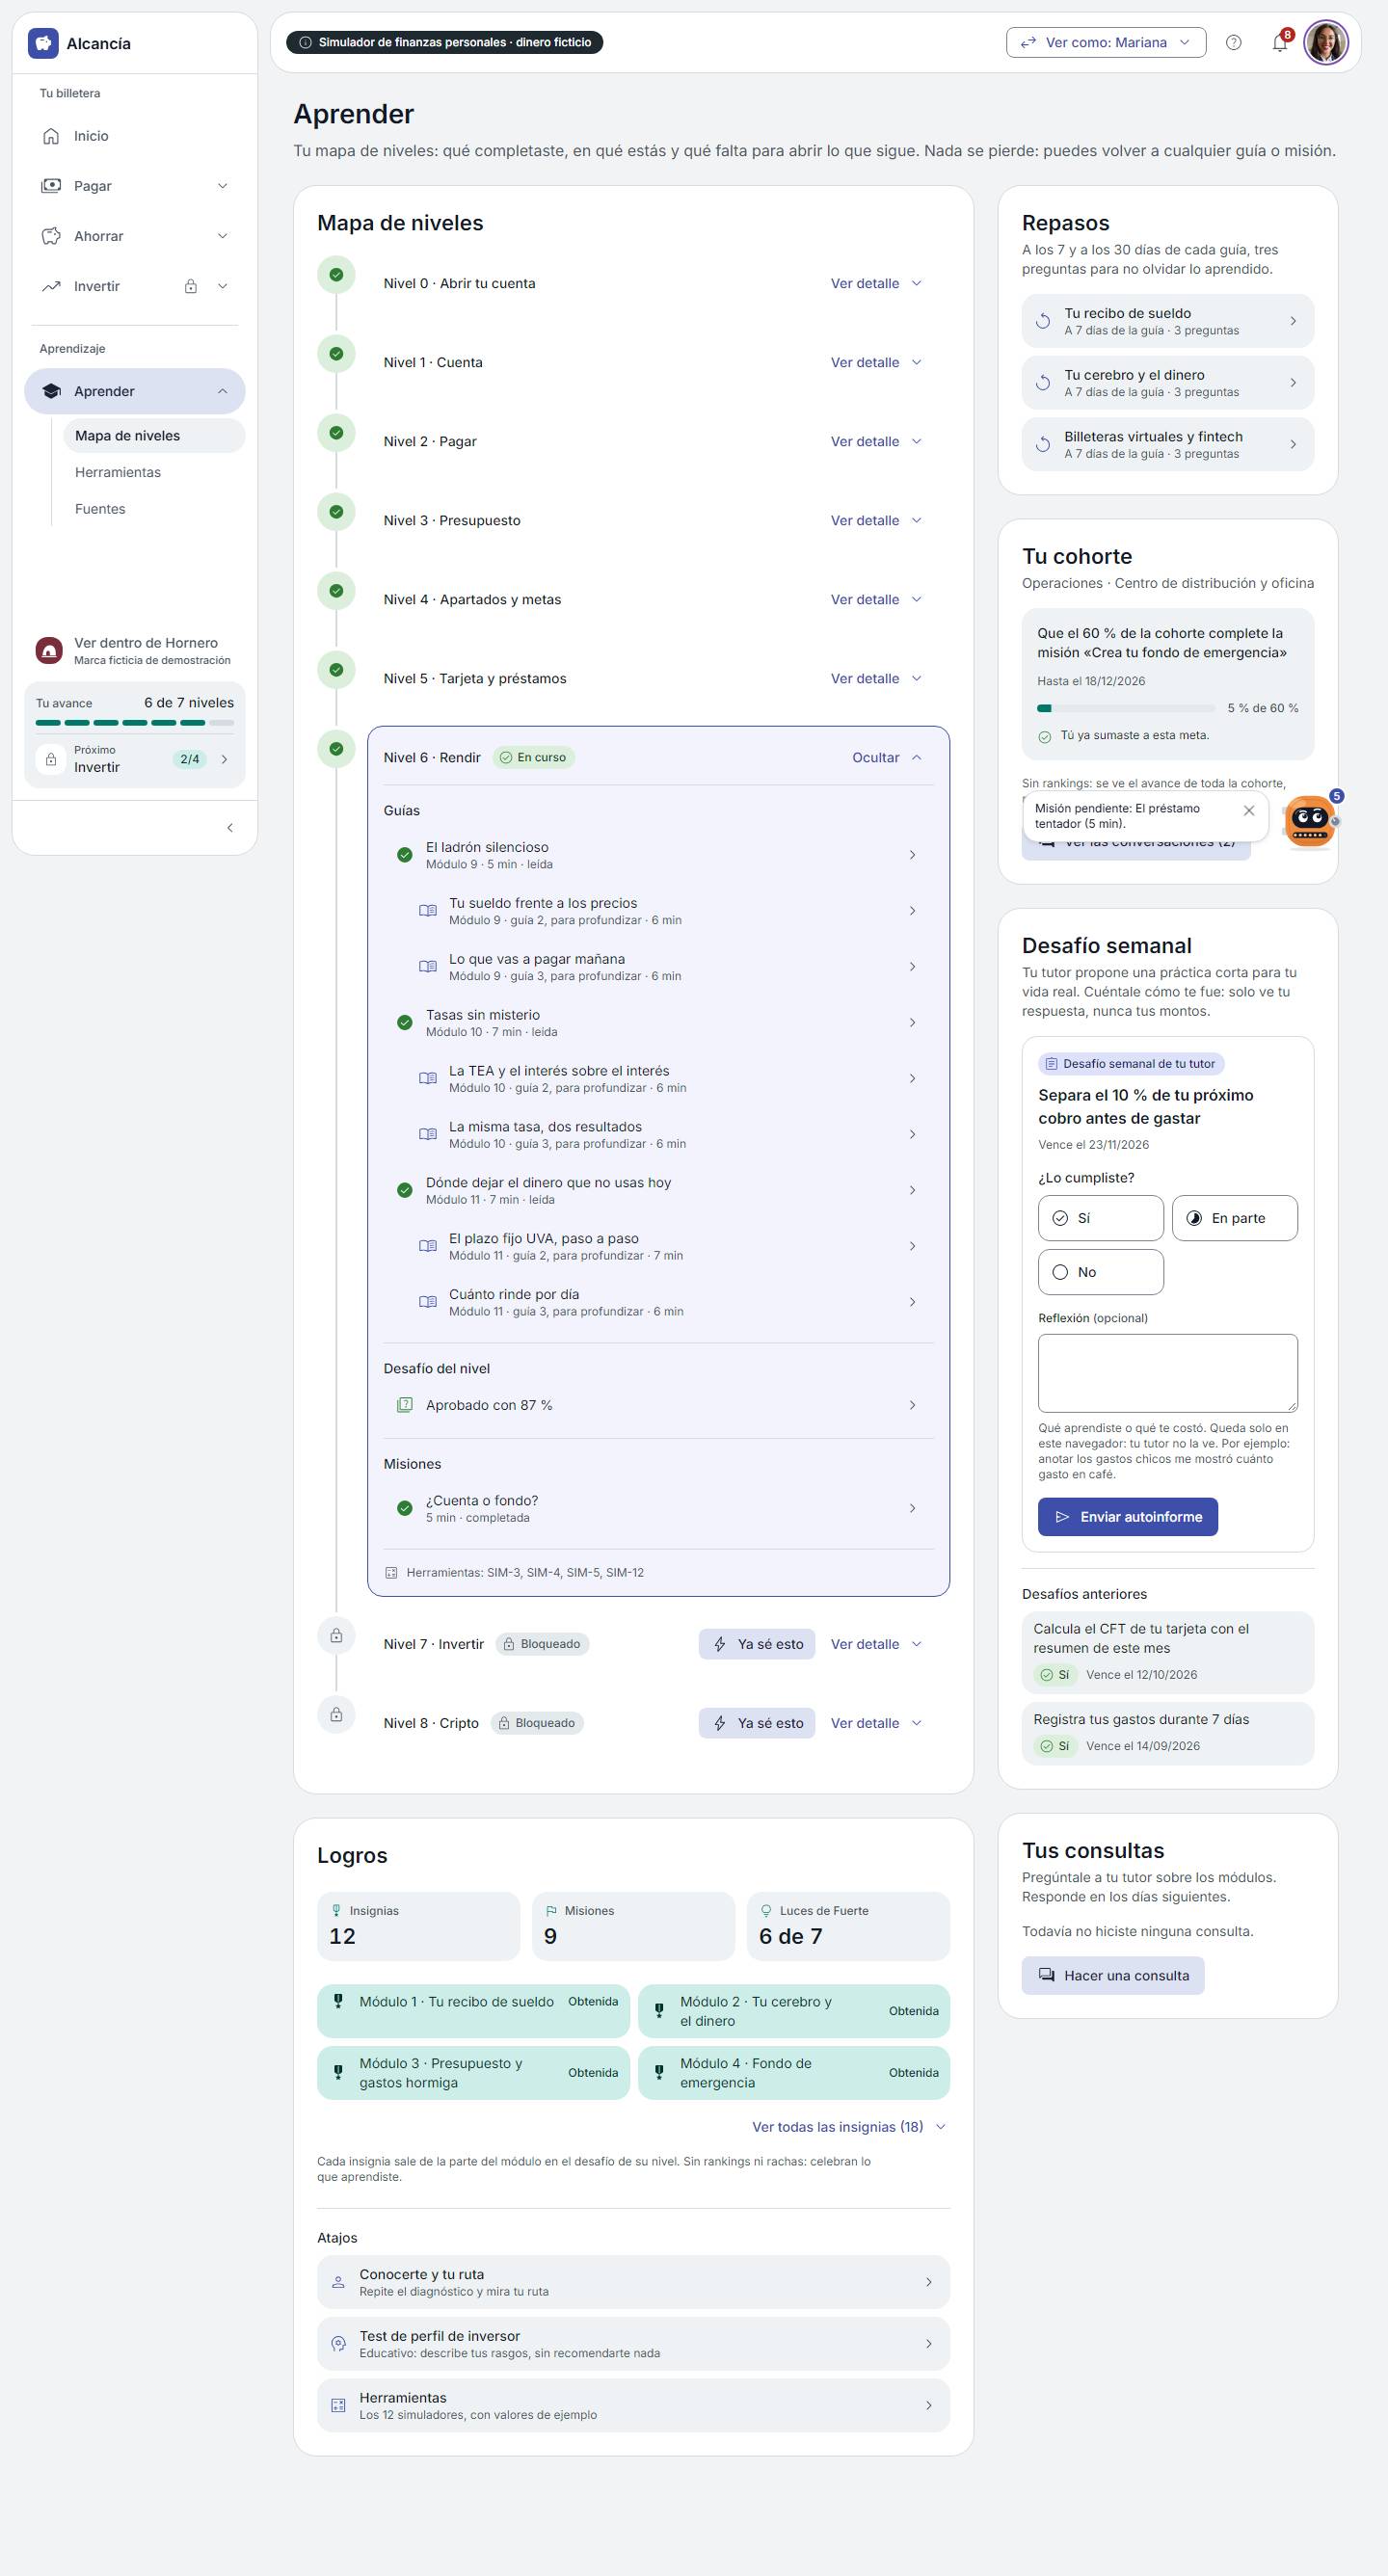 Alcancía
Tu billetera
Inicio
Pagar
Ahorrar
Invertir
Aprendizaje
Aprender
Mapa de niveles
Herramientas
Fuentes
Ver dentro de Hornero
Marca ficticia de demostración
Tu avance
6 de 7 niveles
Próximo
Invertir
2/4
Simulador de finanzas personales · dinero ficticio
Ver como: Mariana
8
Aprender
Tu mapa de niveles: qué completaste, en qué estás y qué falta para abrir lo que sigue. Nada se pierde: puedes volver a cualquier guía o misión.
Mapa de niveles
Nivel 0 · Abrir tu cuenta
Ver detalle
Nivel 1 · Cuenta
Ver detalle
Nivel 2 · Pagar
Ver detalle
Nivel 3 · Presupuesto
Ver detalle
Nivel 4 · Apartados y metas
Ver detalle
Nivel 5 · Tarjeta y préstamos
Ver detalle
Nivel 6 · Rendir
En curso
Ocultar
Guías
El ladrón silencioso
Módulo 9 · 5 min · leída
Tu sueldo frente a los precios
Módulo 9 · guía 2, para profundizar · 6 min
Lo que vas a pagar mañana
Módulo 9 · guía 3, para profundizar · 6 min
Tasas sin misterio
Módulo 10 · 7 min · leída
La TEA y el interés sobre el interés
Módulo 10 · guía 2, para profundizar · 6 min
La misma tasa, dos resultados
Módulo 10 · guía 3, para profundizar · 6 min
Dónde dejar el dinero que no usas hoy
Módulo 11 · 7 min · leída
El plazo fijo UVA, paso a paso
Módulo 11 · guía 2, para profundizar · 7 min
Cuánto rinde por día
Módulo 11 · guía 3, para profundizar · 6 min
Desafío del nivel
Aprobado con 87 %
Misiones
¿Cuenta o fondo?
5 min · completada
Herramientas: SIM-3, SIM-4, SIM-5, SIM-12
Nivel 7 · Invertir
Bloqueado
Ya sé esto
Ver detalle
Nivel 8 · Cripto
Bloqueado
Ya sé esto
Ver detalle
Logros
Insignias
12
Misiones
9
Luces de Fuerte
6 de 7
Módulo 1 · Tu recibo de sueldo
Obtenida
Módulo 2 · Tu cerebro y
el dinero
Obtenida
Módulo 3 · Presupuesto y
gastos hormiga
Obtenida
Módulo 4 · Fondo de
emergencia
Obtenida
Ver todas las insignias (18)
Cada insignia sale de la parte del módulo en el desafío de su nivel. Sin rankings ni rachas: celebran lo
que aprendiste.
Atajos
Conocerte y tu ruta
Repite el diagnóstico y mira tu ruta
Test de perfil de inversor
Educativo: describe tus rasgos, sin recomendarte nada
Herramientas
Los 12 simuladores, con valores de ejemplo
Repasos
A los 7 y a los 30 días de cada guía, tres
preguntas para no olvidar lo aprendido.
Tu recibo de sueldo
A 7 días de la guía · 3 preguntas
Tu cerebro y el dinero
A 7 días de la guía · 3 preguntas
Billeteras virtuales y fintech
A 7 días de la guía · 3 preguntas
Tu cohorte
Operaciones · Centro de distribución y oficina
Que el 60 % de la cohorte complete la
misión «Crea tu fondo de emergencia»
Hasta el 18/12/2026
5 % de 60 %
Tú ya sumaste a esta meta.
Sin rankings: se ve el avance de toda la cohorte,
Misión pendiente: El préstamo
tentador (5 min).
5
Ver las conversaciones (2)
Desafío semanal
Tu tutor propone una práctica corta para tu
vida real. Cuéntale cómo te fue: solo ve tu
respuesta, nunca tus montos.
Desafío semanal de tu tutor
Separa el 10 % de tu próximo
cobro antes de gastar
Vence el 23/11/2026
¿Lo cumpliste?
Sí
En parte
No
Reflexión (opcional)
Qué aprendiste o qué te costó. Queda solo en
este navegador: tu tutor no la ve. Por ejemplo:
anotar los gastos chicos me mostró cuánto
gasto en café.
Enviar autoinforme
Desafíos anteriores
Calcula el CFT de tu tarjeta con el
resumen de este mes
Sí
Vence el 12/10/2026
Registra tus gastos durante 7 días
Sí
Vence el 14/09/2026
Tus consultas
Pregúntale a tu tutor sobre los módulos.
Responde en los días siguientes.
Todavía no hiciste ninguna consulta.
Hacer una consulta